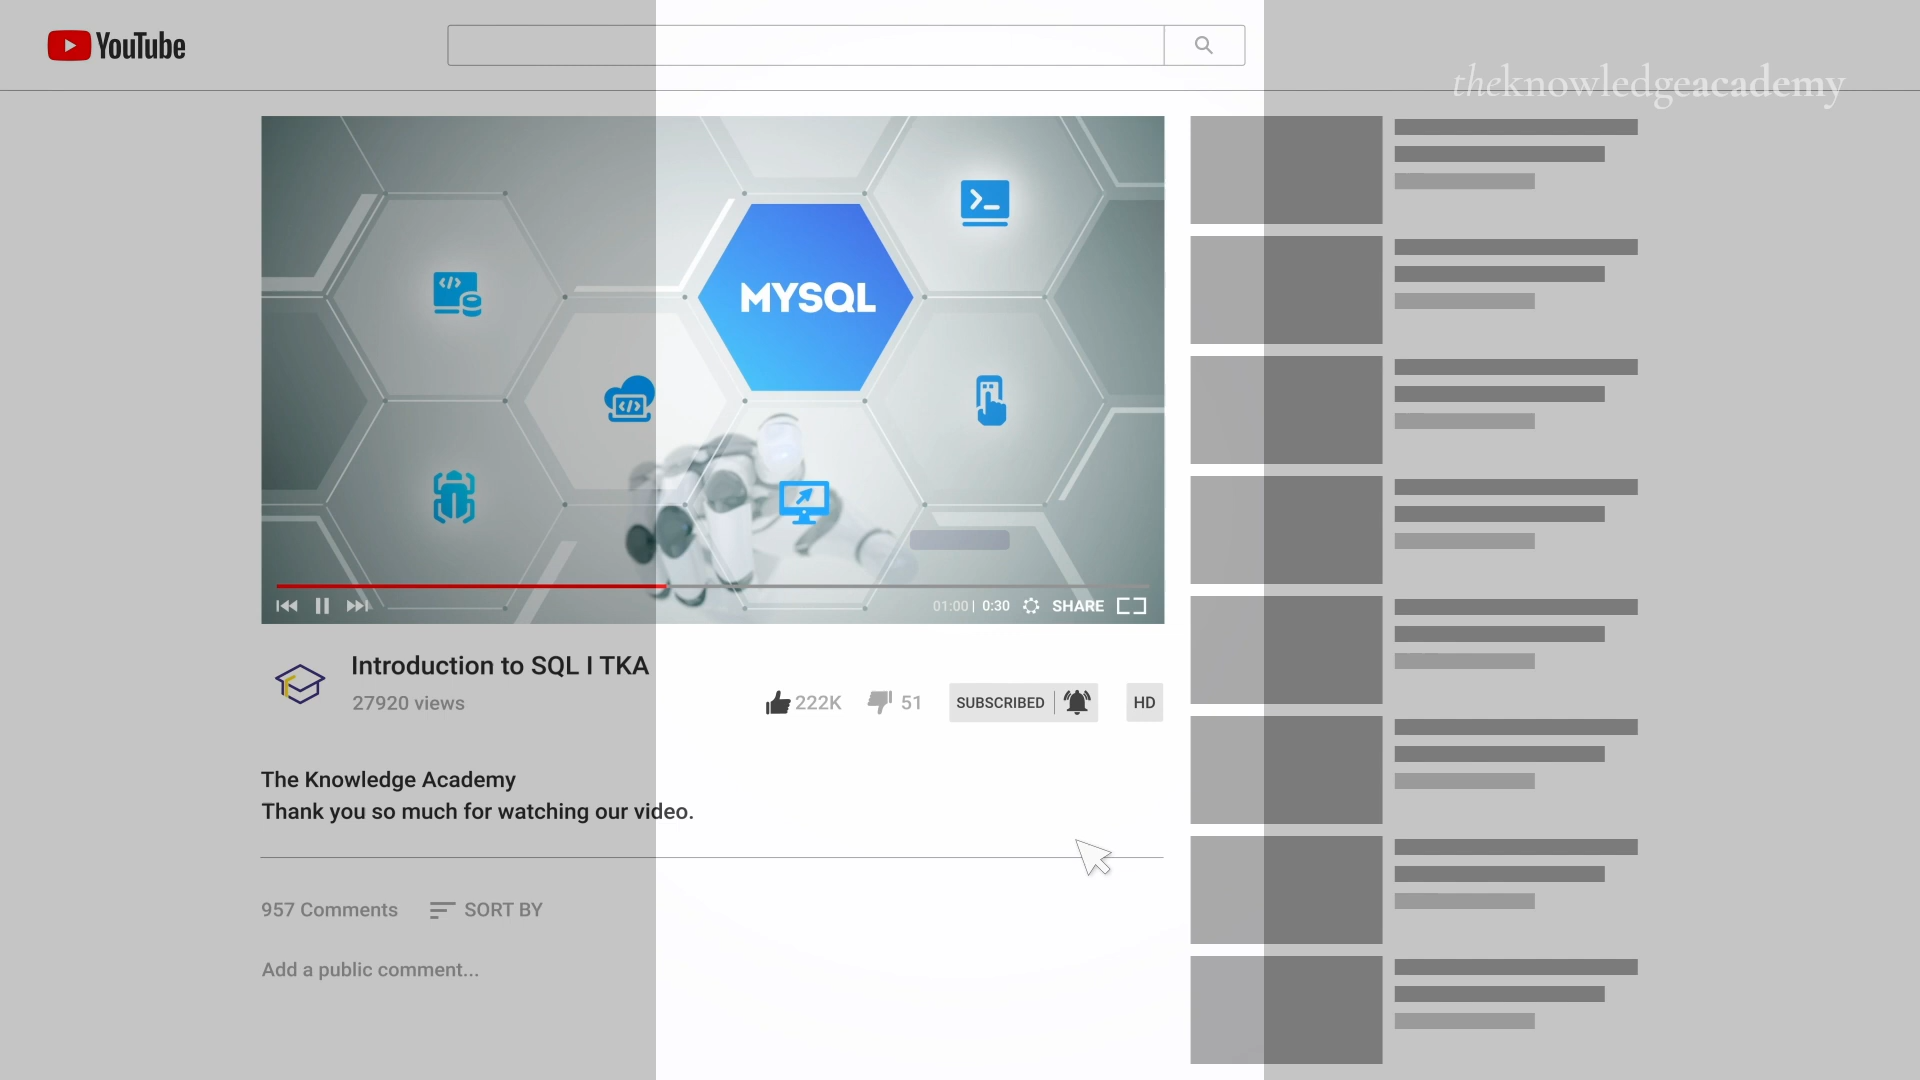 YouTube
theknowledgeacademy
MYSQL
01:00 | 0:30 SHARE
Introduction to SQL I TKA
27920 views
222K 51 SUBSCRIBED HD
The Knowledge Academy
Thank you so much for watching our video.
957 Comments SORT BY
Add a public comment...